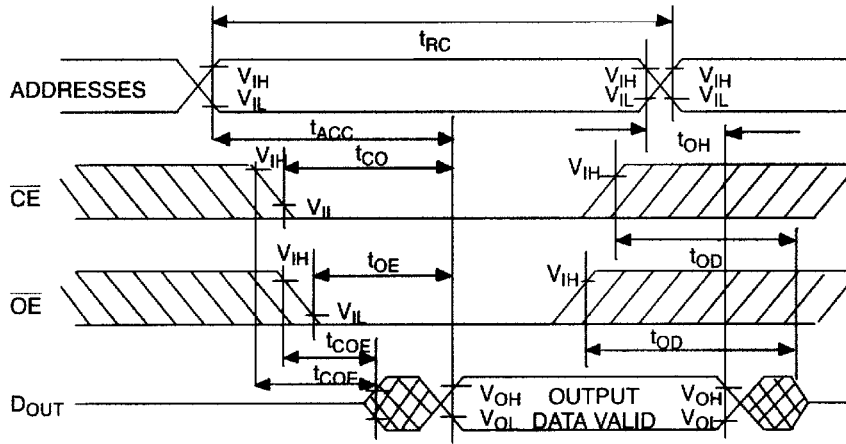 tRC
ADDRESSES VIH VIH VIH
VIL VIL VIL
tACC tOH
CE VIH tCO VIH
VIL
tOD
OE VIH tOE VIH
VIL
tCOE tOD
tCOE
DOUT VOH OUTPUT VOH
VOL DATA VALID VOL